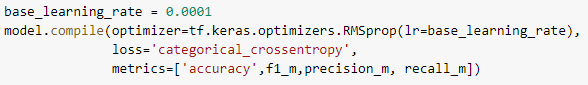 base_learning_rate = 0.0001
model.compile(optimizer=tf.keras.optimizers.RMSprop(lr=base_learning_rate),
loss='categorical_crossentropy',
metrics=['accuracy',f1_m,precision_m, recall_m])